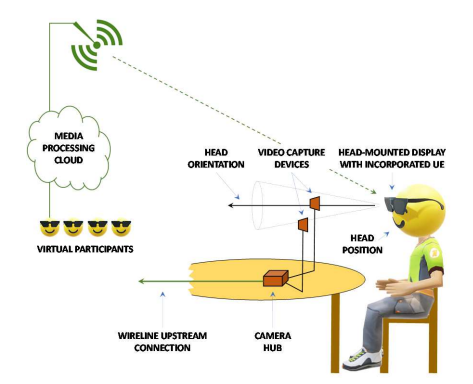 MEDIA
PROCESSING
CLOUD
VIRTUAL PARTICIPANTS
HEAD
ORIENTATION
VIDEO CAPTURE
DEVICES
HEAD-MOUNTED DISPLAY
WITH INCORPORATED UE
HEAD
POSITION
WIRELINE UPSTREAM
CONNECTION
CAMERA
HUB